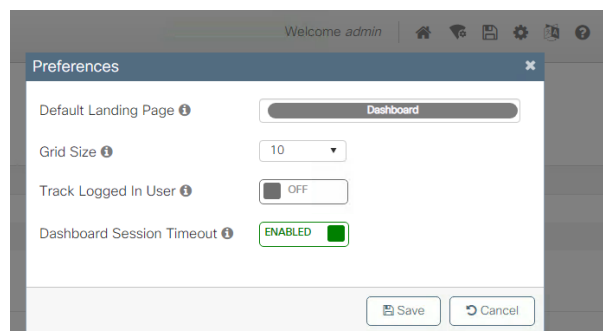 Welcome admin
Preferences
Default Landing Page
Dashboard
Grid Size
10
Track Logged In User
OFF
Dashboard Session Timeout
ENABLED
Save
Cancel